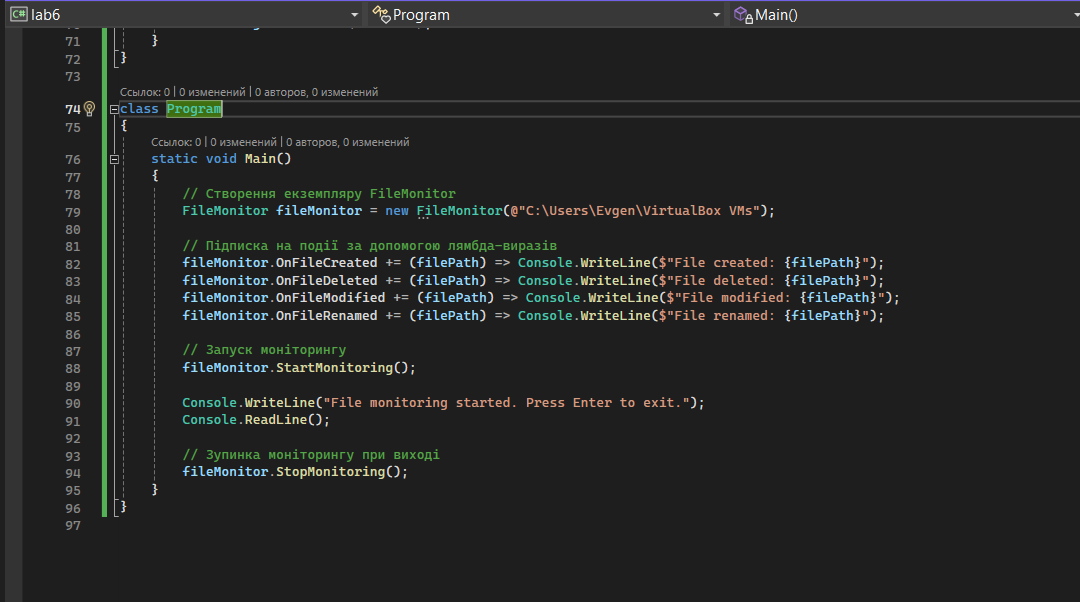 C# lab6 Program Main()
71 }
72 }
73
Ссылок: 0 | 0 изменений | 0 авторов, 0 изменений
74 class Program
75 {
Ссылок: 0 | 0 изменений | 0 авторов, 0 изменений
76 static void Main()
77 {
78 // Створення екземпляру FileMonitor
79 FileMonitor fileMonitor = new FileMonitor(@"C:\Users\Evgen\VirtualBox VMs");
80
81 // Підписка на події за допомогою лямбда-виразів
82 fileMonitor.OnFileCreated += (filePath) => Console.WriteLine($"File created: {filePath}");
83 fileMonitor.OnFileDeleted += (filePath) => Console.WriteLine($"File deleted: {filePath}");
84 fileMonitor.OnFileModified += (filePath) => Console.WriteLine($"File modified: {filePath}");
85 fileMonitor.OnFileRenamed += (filePath) => Console.WriteLine($"File renamed: {filePath}");
86
87 // Запуск моніторингу
88 fileMonitor.StartMonitoring();
89
90 Console.WriteLine("File monitoring started. Press Enter to exit.");
91 Console.ReadLine();
92
93 // Зупинка моніторингу при виході
94 fileMonitor.StopMonitoring();
95 }
96 }
97